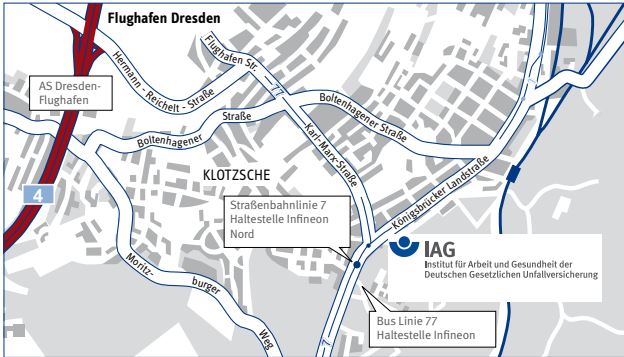 Flughafen Dresden
Flughafen Str.
Hermann - Reichelt - Straße
77
AS Dresden-
Flughafen
Boltenhagener Straße
Boltenhagener
Straße
Karl-Marx-Straße
KLOTZSCHE
4
Straßenbahnlinie 7
Haltestelle Infineon
Nord
Königsbrücker Landstraße
IAG
Institut für Arbeit und Gesundheit der
Deutschen Gesetzlichen Unfallversicherung
Moritz-
burger
Weg
7
Bus Linie 77
Haltestelle Infineon